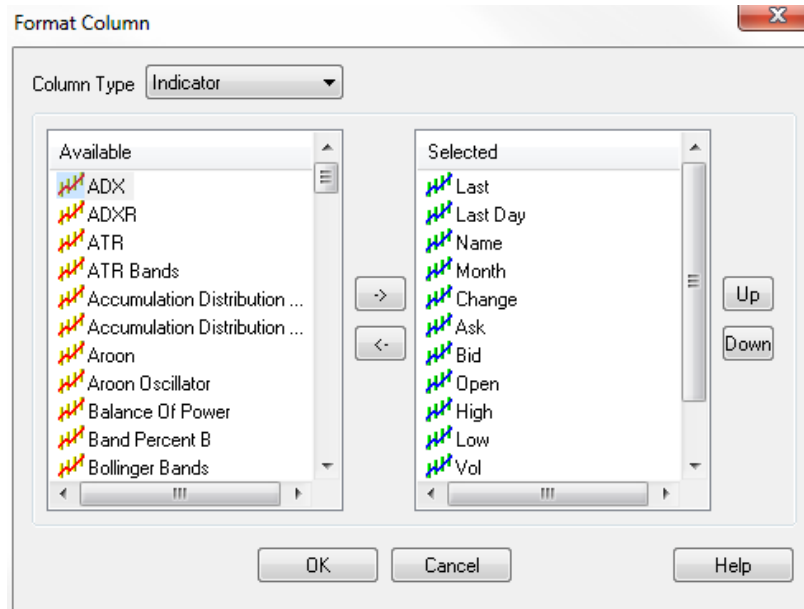 Format Column
Column Type Indicator
Available
ADX
ADXR
ATR
ATR Bands
Accumulation Distribution ...
Accumulation Distribution ...
Aroon
Aroon Oscillator
Balance Of Power
Band Percent B
Bollinger Bands
->
<-
Selected
Last
Last Day
Name
Month
Change
Ask
Bid
Open
High
Low
Vol
Up
Down
OK
Cancel
Help